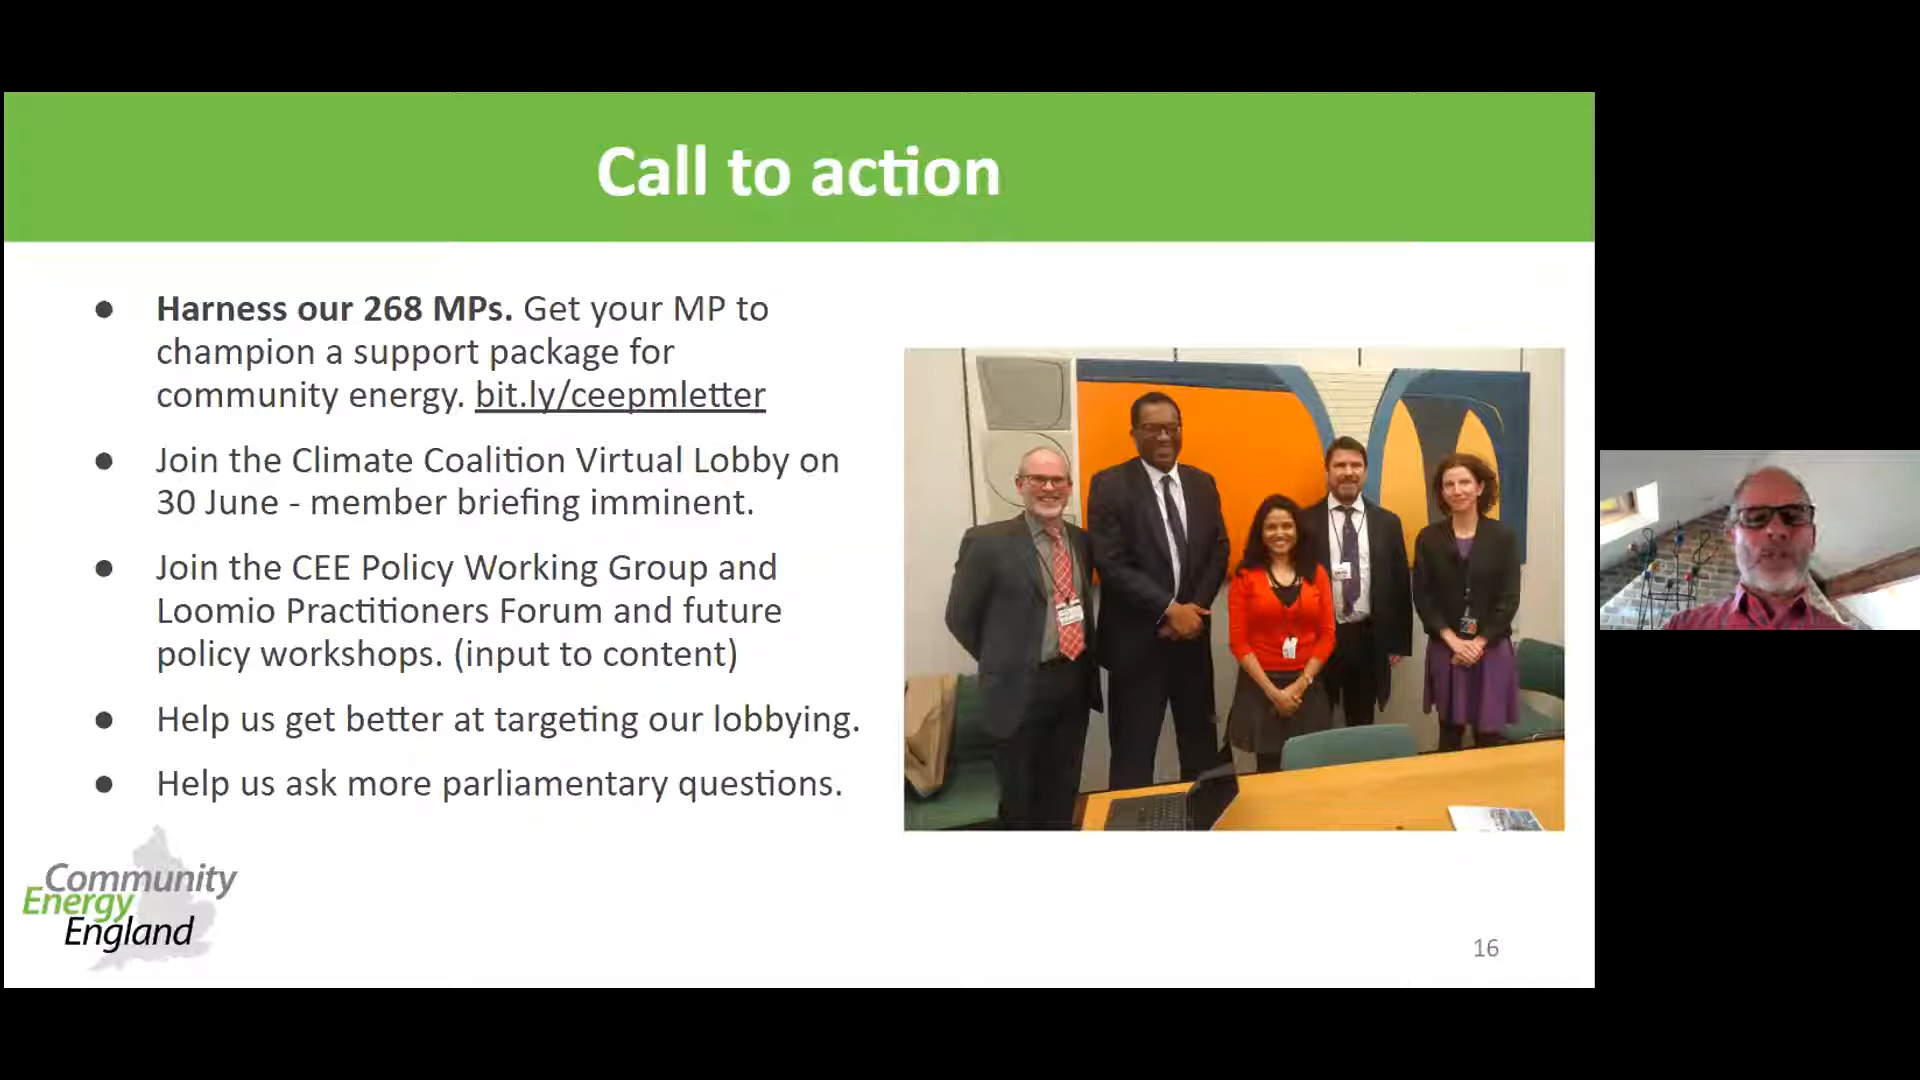 Call to action
● Harness our 268 MPs. Get your MP to
champion a support package for
community energy. bit.ly/ceepmletter
● Join the Climate Coalition Virtual Lobby on
30 June - member briefing imminent.
● Join the CEE Policy Working Group and
Loomio Practitioners Forum and future
policy workshops. (input to content)
● Help us get better at targeting our lobbying.
● Help us ask more parliamentary questions.
Community
Energy
England
16